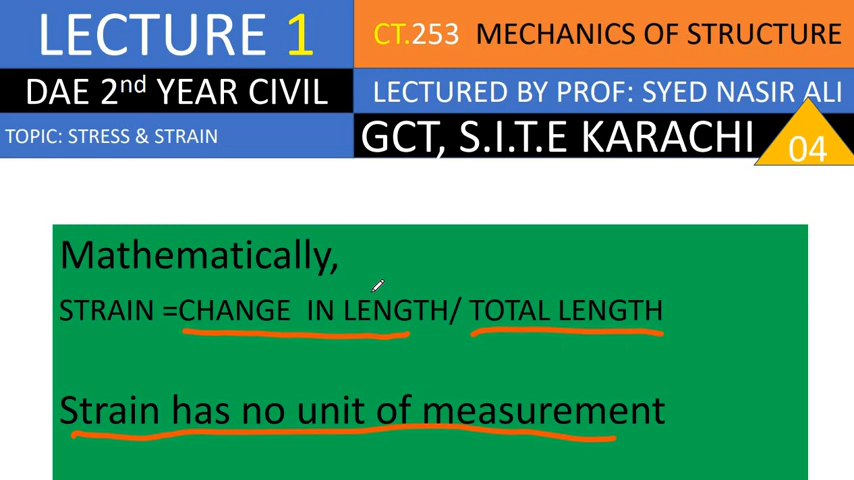 LECTURE 1
DAE 2nd YEAR CIVIL
TOPIC: STRESS & STRAIN
CT.253 MECHANICS OF STRUCTURE
LECTURED BY PROF: SYED NASIR ALI
GCT, S.I.T.E KARACHI
04
Mathematically,
STRAIN =CHANGE IN LENGTH/ TOTAL LENGTH
Strain has no unit of measurement